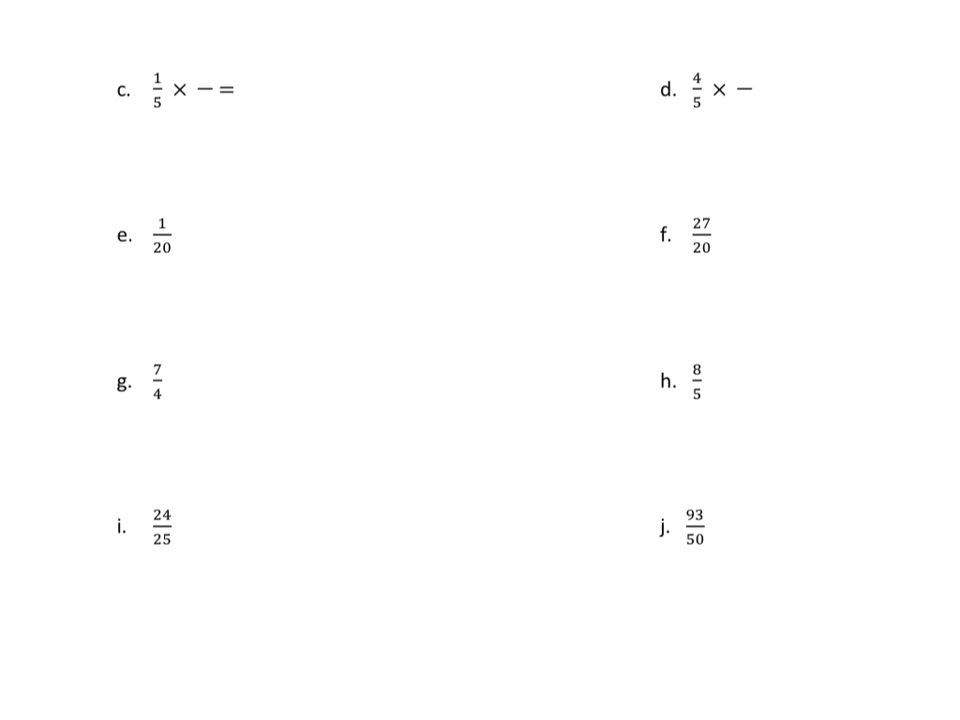 c. 1/5 × − =
d. 4/5 × −
e. 1/20
f. 27/20
g. 7/4
h. 8/5
i. 24/25
j. 93/50